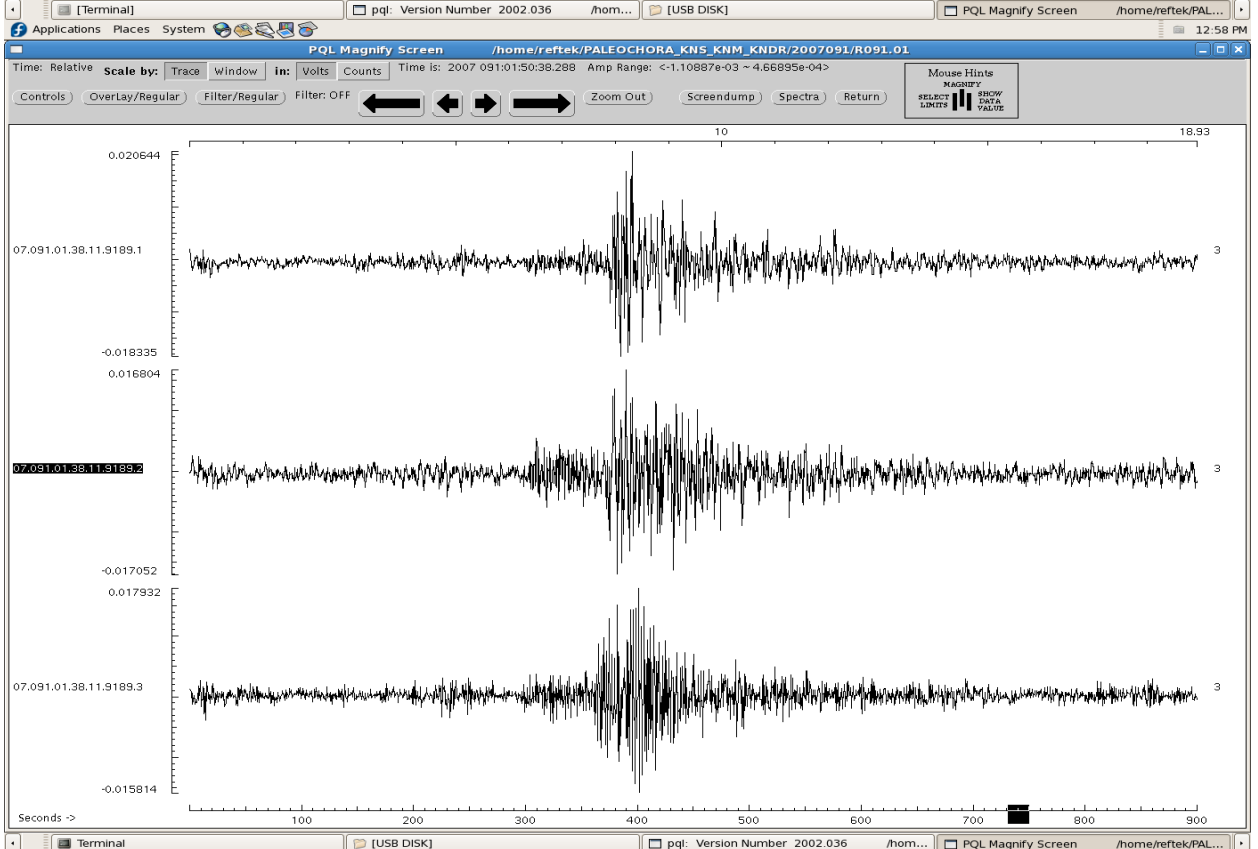 [Terminal] pql: Version Number 2002.036 /hom... [USB DISK] PQL Magnify Screen /home/reftek/PAL...
Applications Places System 12:58 PM
PQL Magnify Screen /home/reftek/PALEOCHORA_KNS_KNM_KNDR/2007091/R091.01
Time: Relative Scale by: Trace Window in: Volts Counts Time is: 2007 091:01:50:38.288 Amp Range: <-1.10887e-03 ~ 4.66895e-04>
Mouse Hints
MAGNIFY
SELECT LIMITS
SHOW DATA VALUE
Controls OverLay/Regular Filter/Regular Filter: OFF Zoom Out Screendump Spectra Return
10 18.93
0.020644
07.091.01.38.11.9189.1 3
-0.018335
0.016804
07.091.01.38.11.9189.2 3
-0.017052
0.017932
07.091.01.38.11.9189.3 3
-0.015814
Seconds -> 100 200 300 400 500 600 700 800 900
Terminal [USB DISK] pql: Version Number 2002.036 /hom... PQL Magnify Screen /home/reftek/PAL...